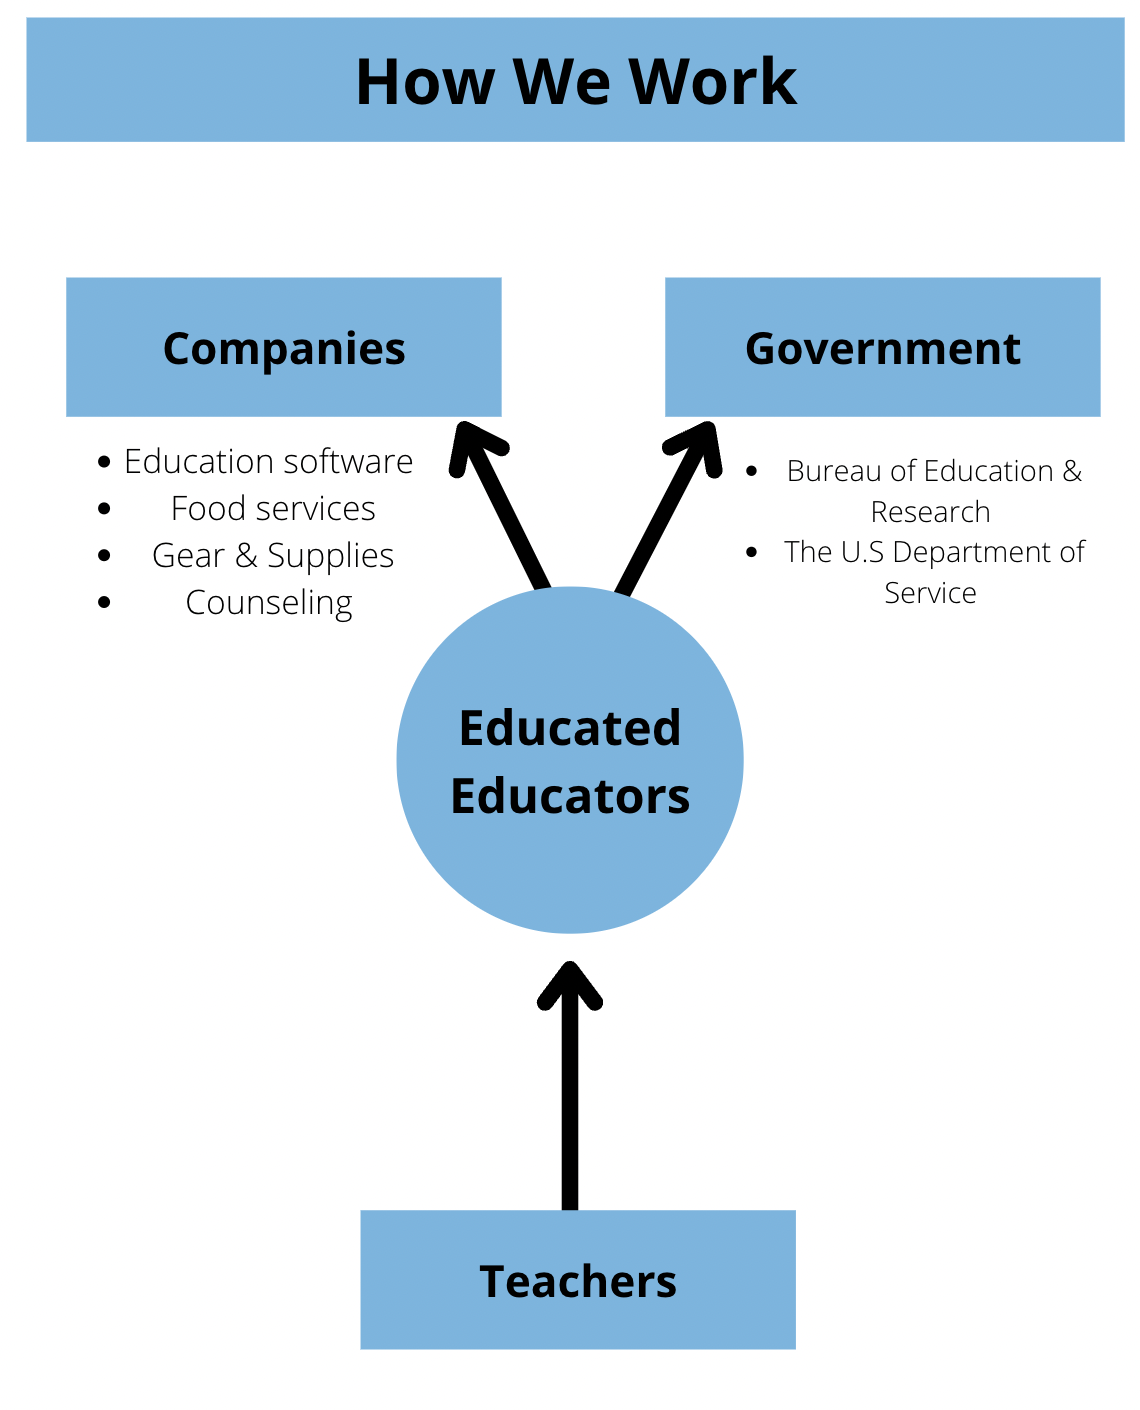 How We Work
Companies
• Education software
• Food services
• Gear & Supplies
• Counseling
Government
• Bureau of Education &
Research
• The U.S Department of
Service
Educated
Educators
Teachers